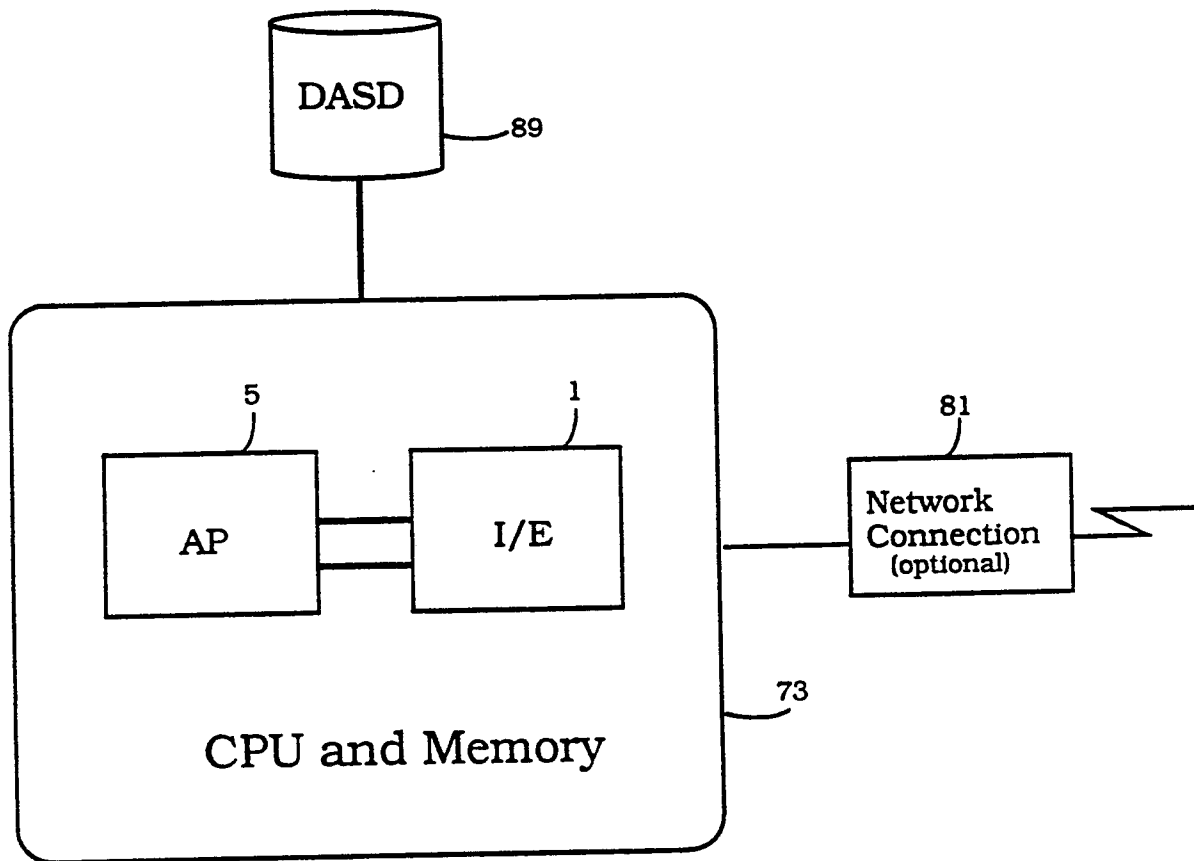 DASD
89
5
1
81
AP
I/E
Network
Connection
(optional)
73
CPU and Memory